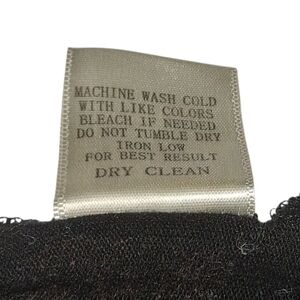 MACHINE WASH COLD
WITH LIKE COLORS
BLEACH IF NEEDED
DO NOT TUMBLE DRY
IRON LOW
FOR BEST RESULT
DRY CLEAN